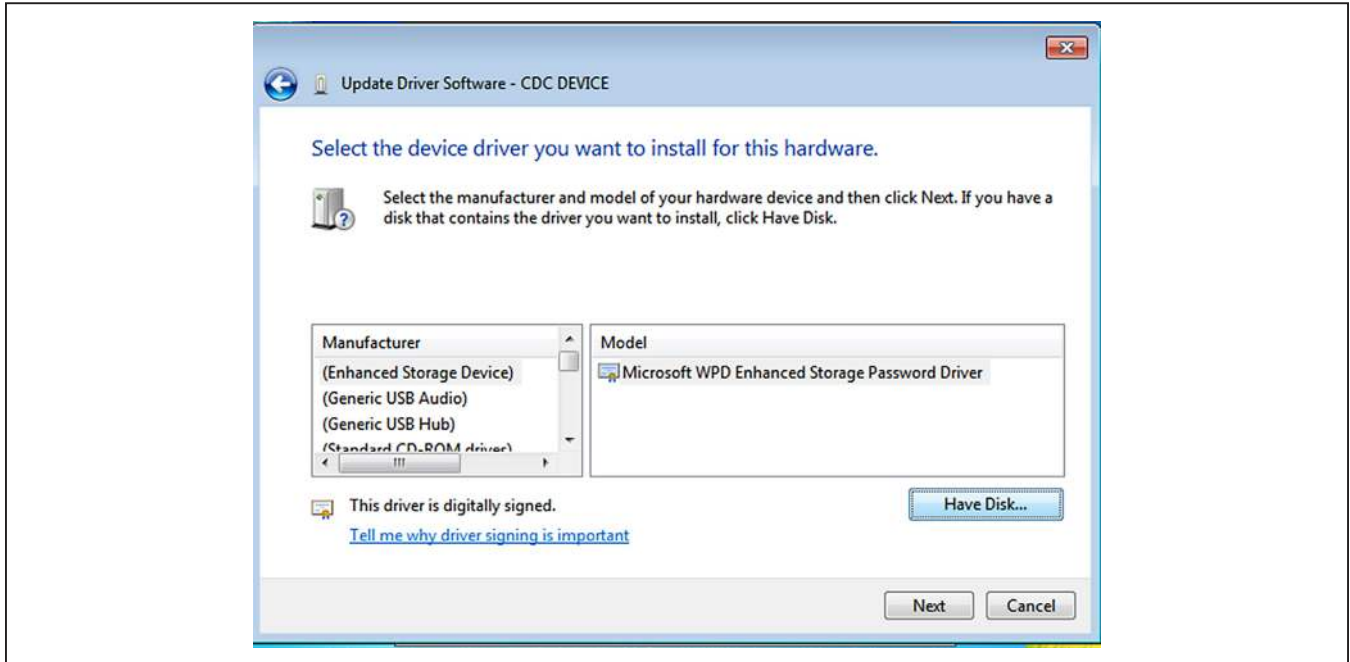 Update Driver Software - CDC DEVICE
Select the device driver you want to install for this hardware.
Select the manufacturer and model of your hardware device and then click Next. If you have a
disk that contains the driver you want to install, click Have Disk.
Manufacturer
(Enhanced Storage Device)
(Generic USB Audio)
(Generic USB Hub)
(Standard CD-ROM driver)
Model
Microsoft WPD Enhanced Storage Password Driver
This driver is digitally signed.
Tell me why driver signing is important
Have Disk...
Next
Cancel